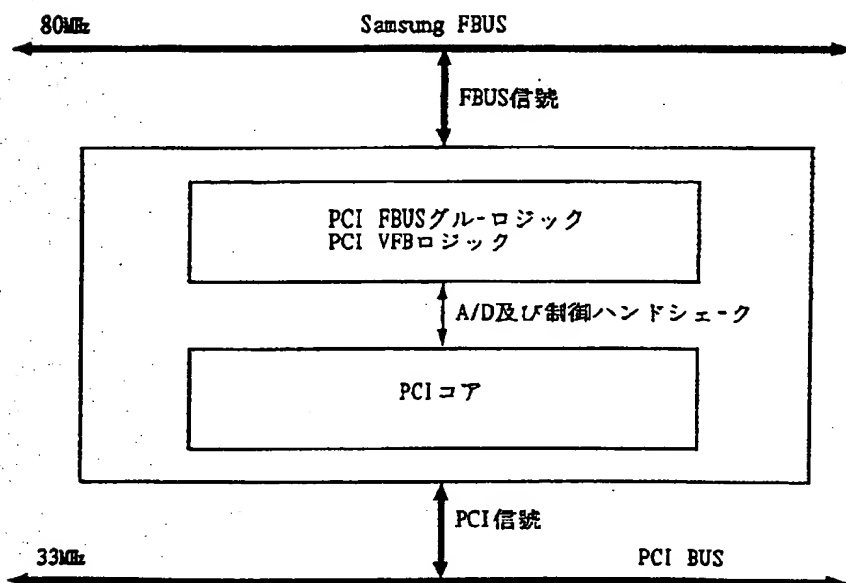 80MHz
Samsung FBUS
FBUS信號
PCI FBUSグル-ロジック
PCI VFBロジック
A/D及び制御ハンドシェ-ク
PCIコア
PCI信號
33MHz
PCI BUS